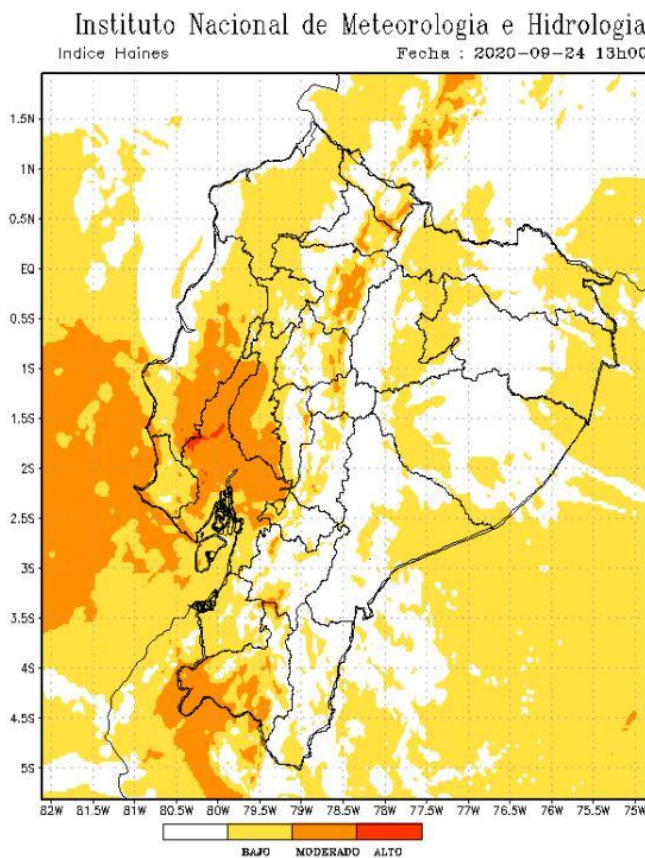 Instituto Nacional de Meteorologia e Hidrologia
Indice Haines Fecha : 2020-09-24 13h00
1.5N
1N
0.5N
EQ
0.5S
1S
1.5S
2S
2.5S
3S
3.5S
4S
4.5S
5S
82W 81.5W 81W 80.5W 80W 79.5W 79W 78.5W 78W 77.5W 77W 76.5W 76W 75.5W 75W
BAJO MODERADO ALTO